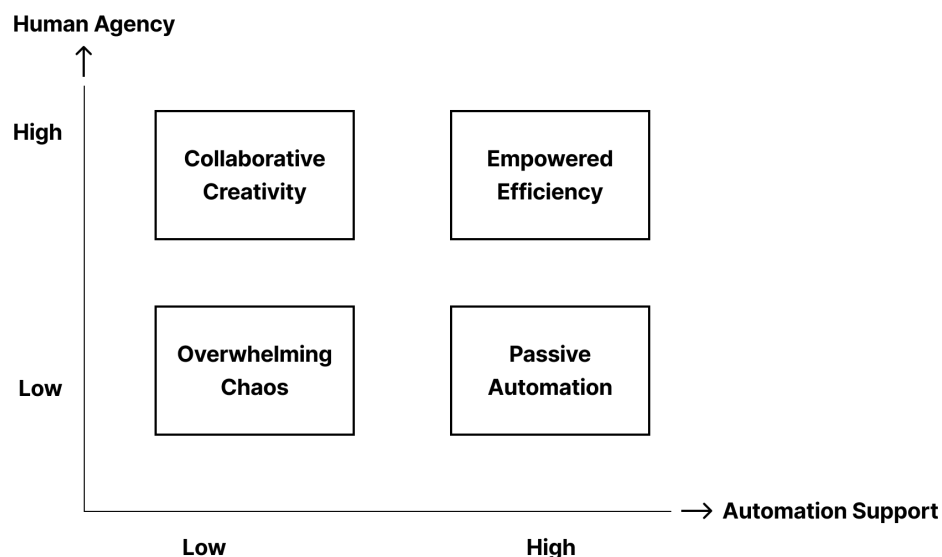 Human Agency
High
Collaborative
Creativity
Empowered
Efficiency
Low
Overwhelming
Chaos
Passive
Automation
Automation Support
Low
High